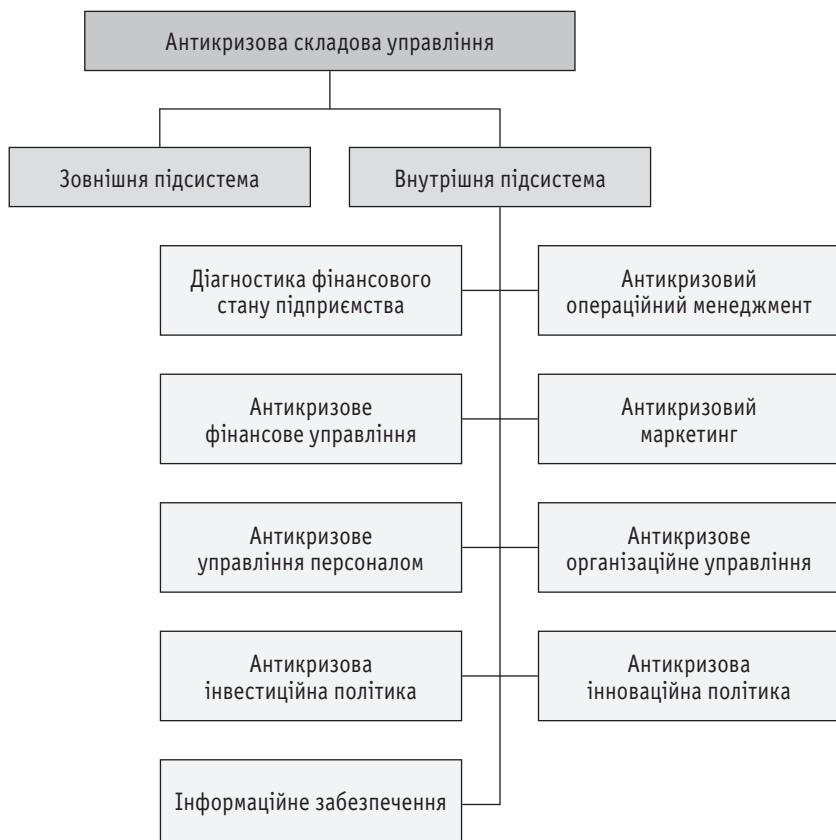 Антикризова складова управління
Зовнішня підсистема
Внутрішня підсистема
Діагностика фінансового
стану підприємства
Антикризовий
операційний менеджмент
Антикризове
фінансове управління
Антикризовий
маркетинг
Антикризове
управління персоналом
Антикризове
організаційне управління
Антикризова
інвестиційна політика
Антикризова
інноваційна політика
Інформаційне забезпечення